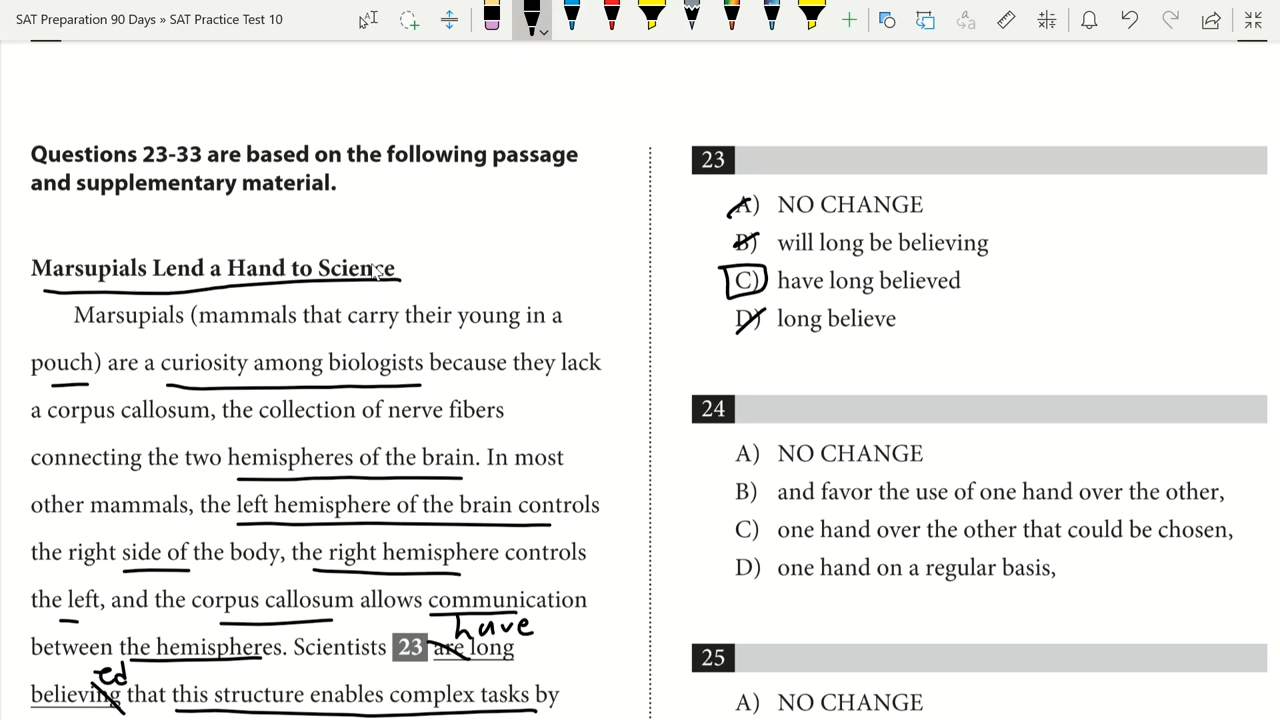 SAT Preparation 90 Days » SAT Practice Test 10
Questions 23-33 are based on the following passage
and supplementary material.
Marsupials Lend a Hand to Science
Marsupials (mammals that carry their young in a
pouch) are a curiosity among biologists because they lack
a corpus callosum, the collection of nerve fibers
connecting the two hemispheres of the brain. In most
other mammals, the left hemisphere of the brain controls
the right side of the body, the right hemisphere controls
the left, and the corpus callosum allows communication
have
between the hemispheres. Scientists 23 are long
ed
believing that this structure enables complex tasks by
23
A) NO CHANGE
B) will long be believing
C) have long believed
D) long believe
24
A) NO CHANGE
B) and favor the use of one hand over the other,
C) one hand over the other that could be chosen,
D) one hand on a regular basis,
25
A) NO CHANGE